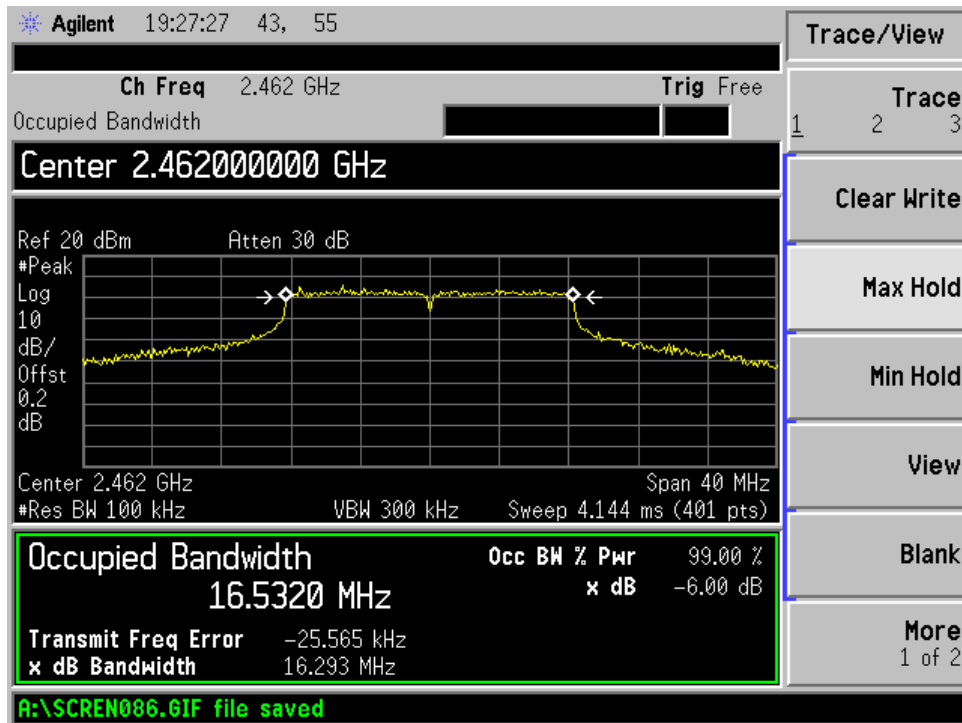 Agilent 19:27:27 43, 55
Trace/View
Ch Freq 2.462 GHz Trig Free
Occupied Bandwidth
Trace
1 2 3
Center 2.462000000 GHz
Clear Write
Ref 20 dBm Atten 30 dB
#Peak
Log
10
dB/
Offst
0.2
dB
Max Hold
Min Hold
Center 2.462 GHz Span 40 MHz
#Res BW 100 kHz VBW 300 kHz Sweep 4.144 ms (401 pts)
View
Occupied Bandwidth
16.5320 MHz
Occ BW % Pwr 99.00 %
x dB -6.00 dB
Blank
Transmit Freq Error -25.565 kHz
x dB Bandwidth 16.293 MHz
More
1 of 2
A:\SCREN086.GIF file saved